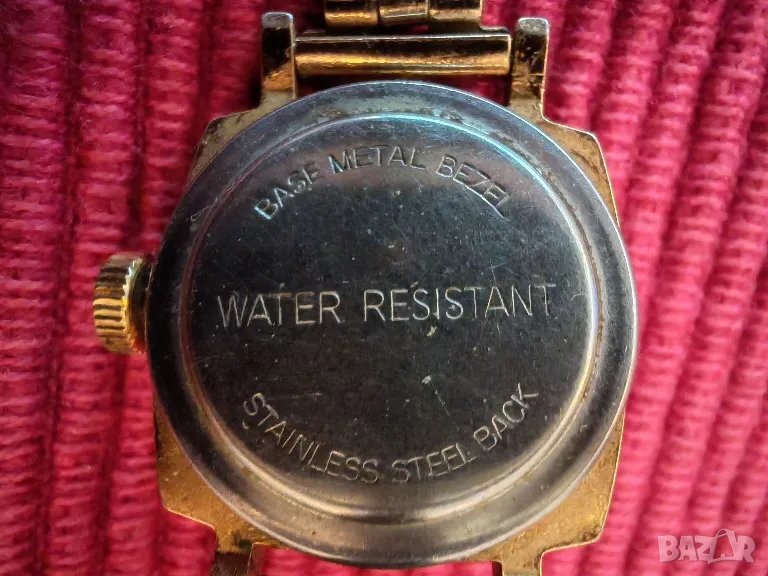 BASE METAL BEZEL
WATER RESISTANT
STAINLESS STEEL BACK
BAZAR